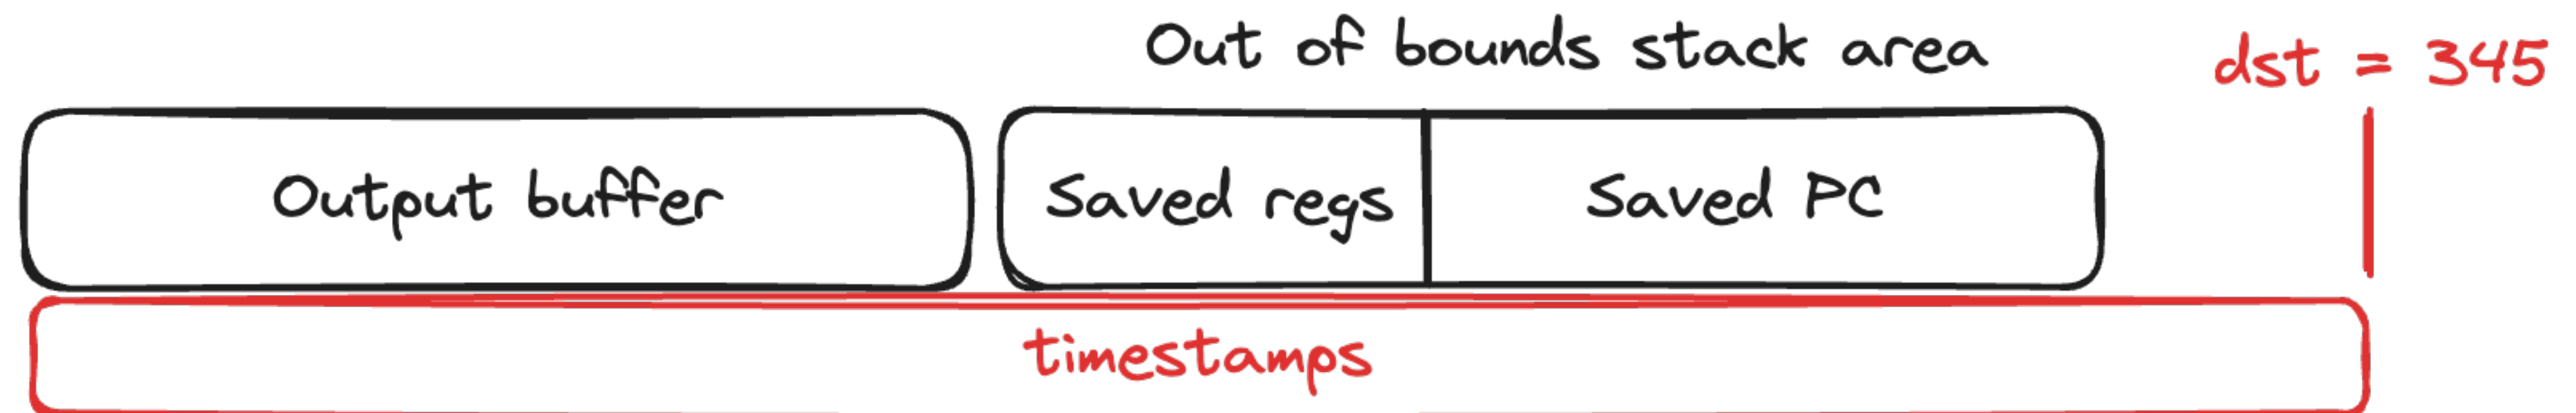 Out of bounds stack area
dst = 345
Output buffer
Saved regs
Saved PC
timestamps